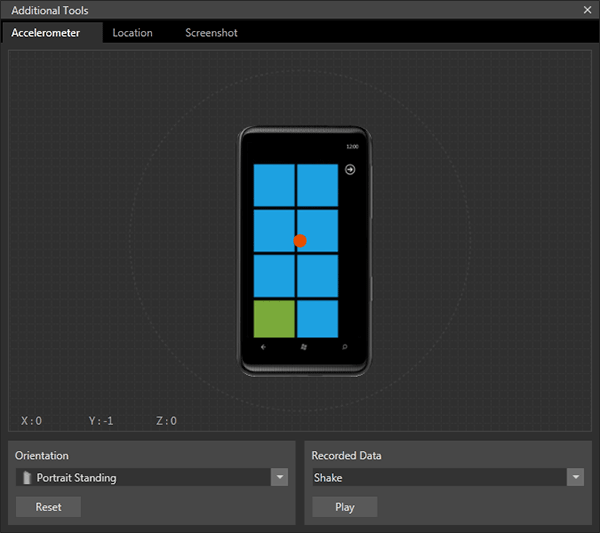 Additional Tools
Accelerometer Location Screenshot
12:00
X : 0 Y : -1 Z : 0
Orientation Recorded Data
Portrait Standing Shake
Reset Play